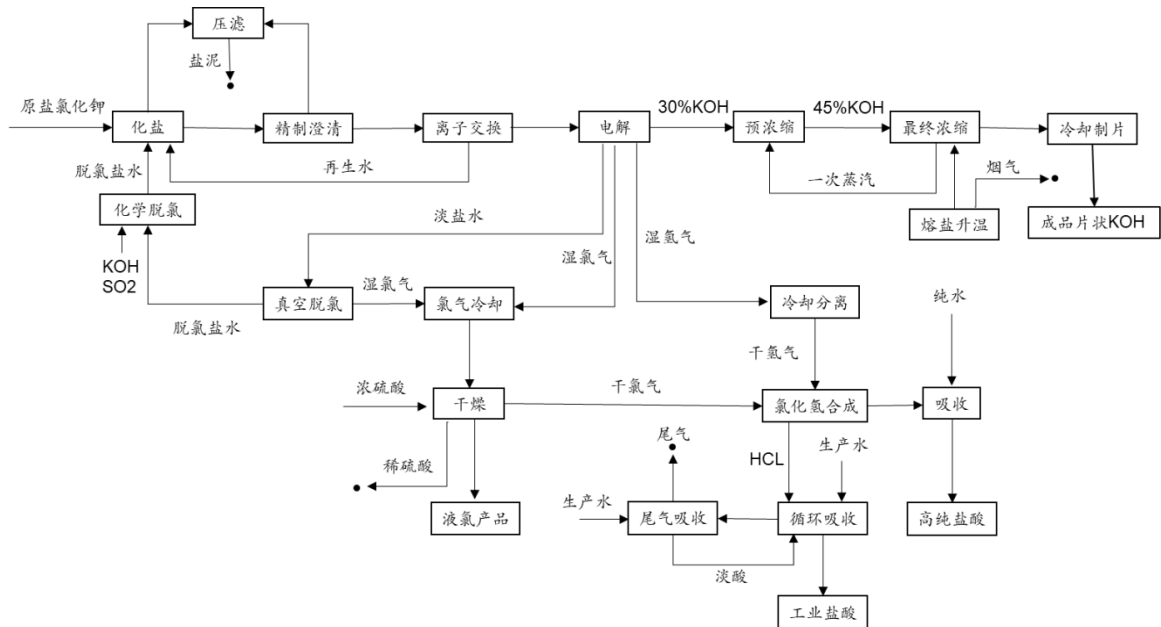 压滤
盐泥
原盐氯化钾
化盐
精制澄清
离子交换
电解
30%KOH
预浓缩
45%KOH
最终浓缩
冷却制片
脱氯盐水
再生水
一次蒸汽
烟气
化学脱氯
淡盐水
湿氯气
湿氢气
熔盐升温
成品片状KOH
KOH
SO2
真空脱氯
湿氯气
氯气冷却
冷却分离
纯水
脱氯盐水
干氢气
浓硫酸
干燥
干氯气
氯化氢合成
吸收
尾气
HCL
生产水
稀硫酸
液氯产品
生产水
尾气吸收
循环吸收
高纯盐酸
淡酸
工业盐酸